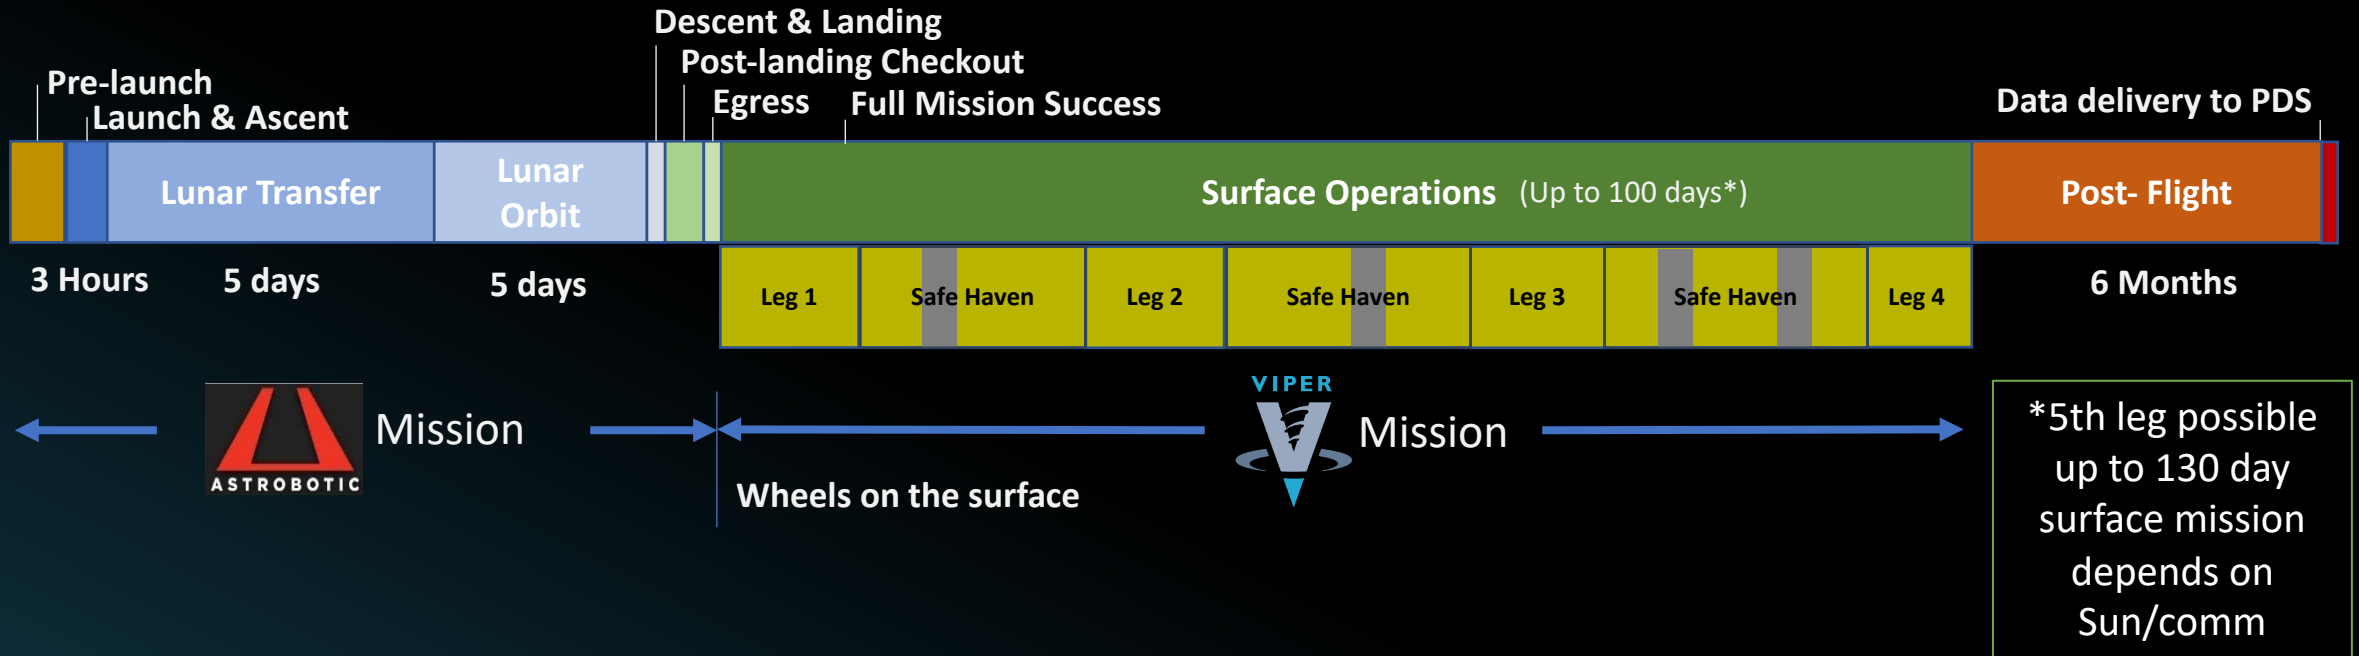 Descent & Landing
Post-landing Checkout
Pre-launch
Launch & Ascent
Egress
Full Mission Success
Data delivery to PDS
Lunar Transfer
Lunar
Orbit
Surface Operations (Up to 100 days*)
Post- Flight
3 Hours
5 days
5 days
Leg 1
Safe Haven
Leg 2
Safe Haven
Leg 3
Safe Haven
Leg 4
6 Months
ASTROBOTIC
Mission
VIPER
Mission
Wheels on the surface
*5th leg possible
up to 130 day
surface mission
depends on
Sun/comm